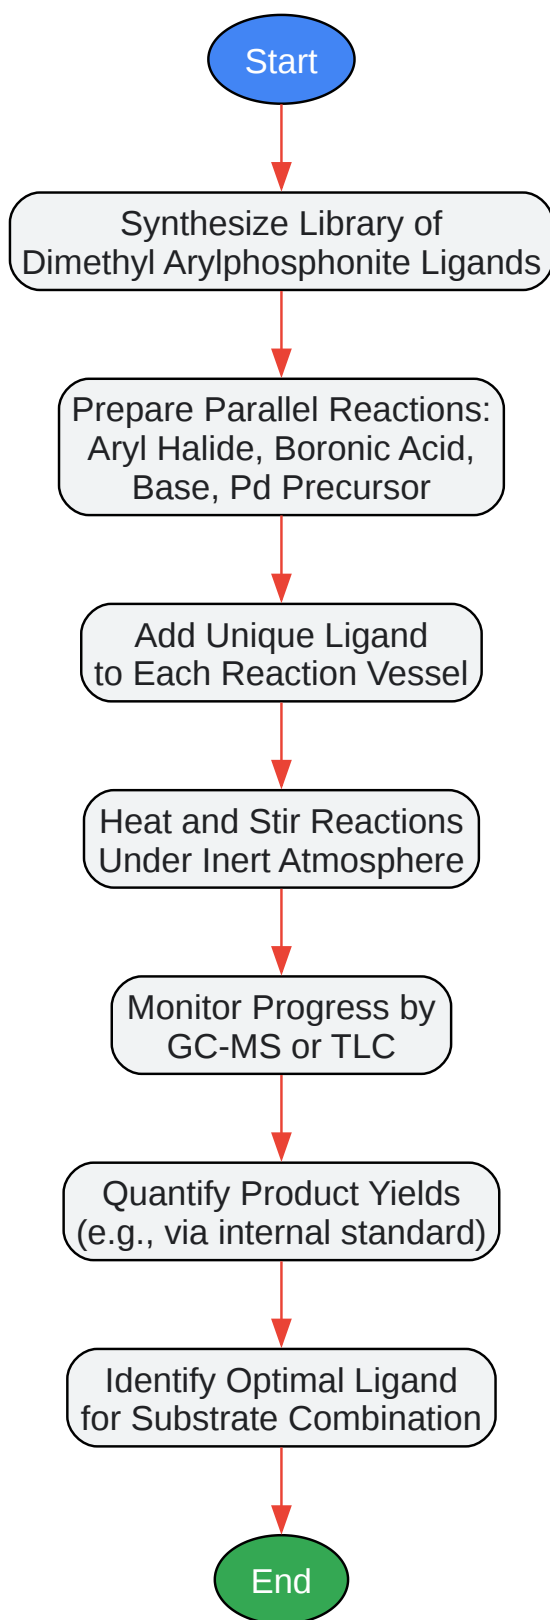 Start
Synthesize Library of
Dimethyl Arylphosphonite Ligands
Prepare Parallel Reactions:
Aryl Halide, Boronic Acid,
Base, Pd Precursor
Add Unique Ligand
to Each Reaction Vessel
Heat and Stir Reactions
Under Inert Atmosphere
Monitor Progress by
GC-MS or TLC
Quantify Product Yields
(e.g., via internal standard)
Identify Optimal Ligand
for Substrate Combination
End